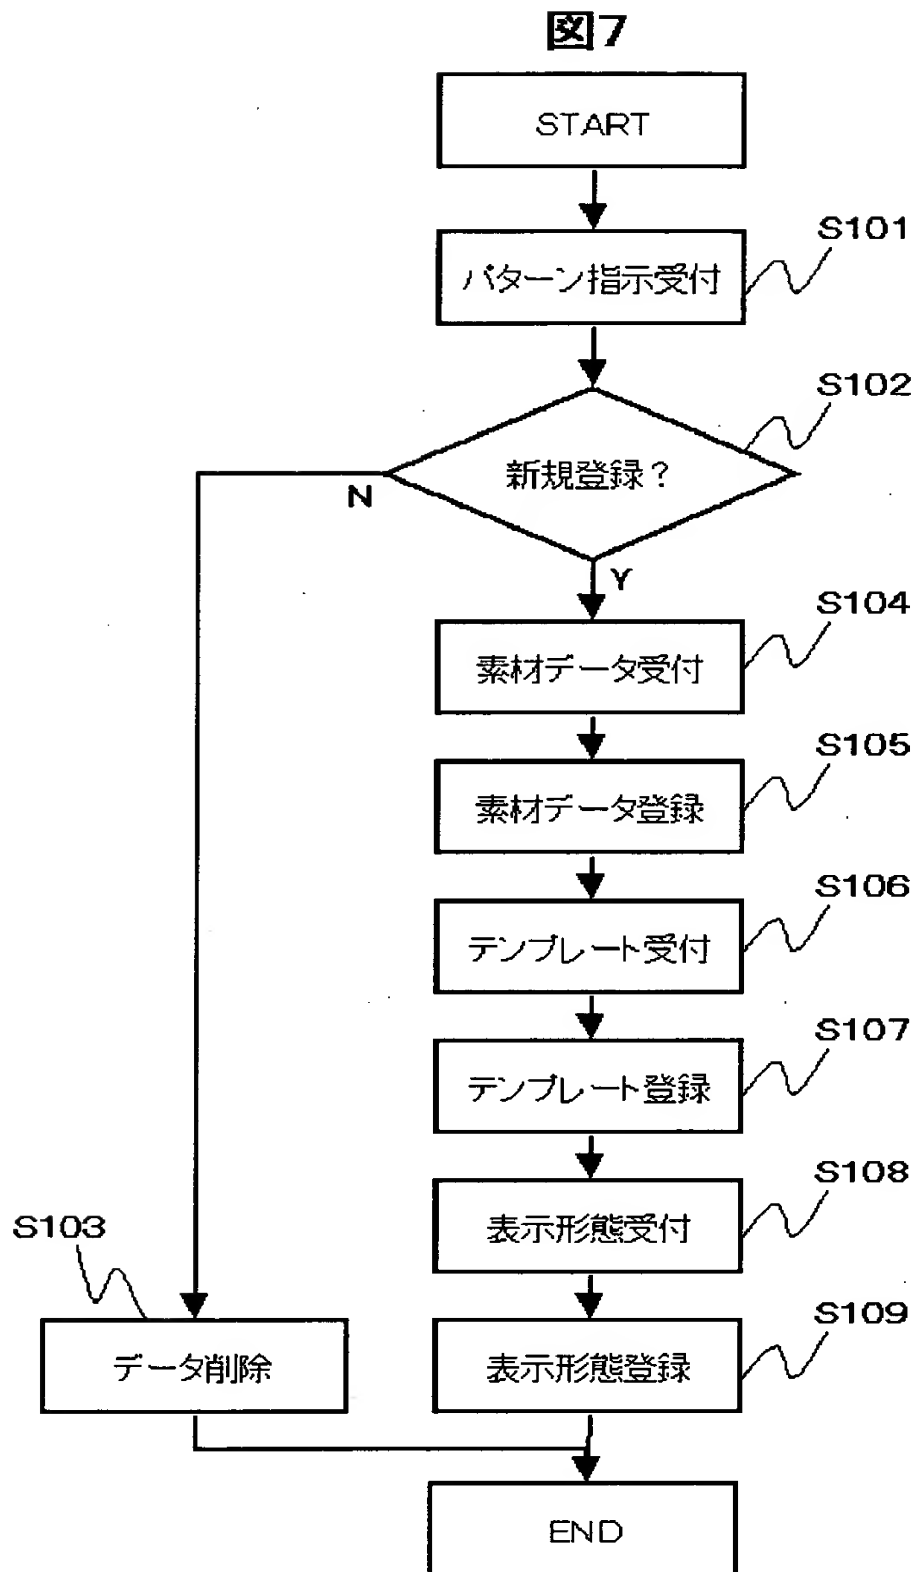 図7
START
S101
パターン指示受付
S102
新規登録?
N
Y
S104
素材データ受付
S105
素材データ登録
S106
テンプレート受付
S107
テンプレート登録
S108
表示形態受付
S103
データ削除
S109
表示形態登録
END